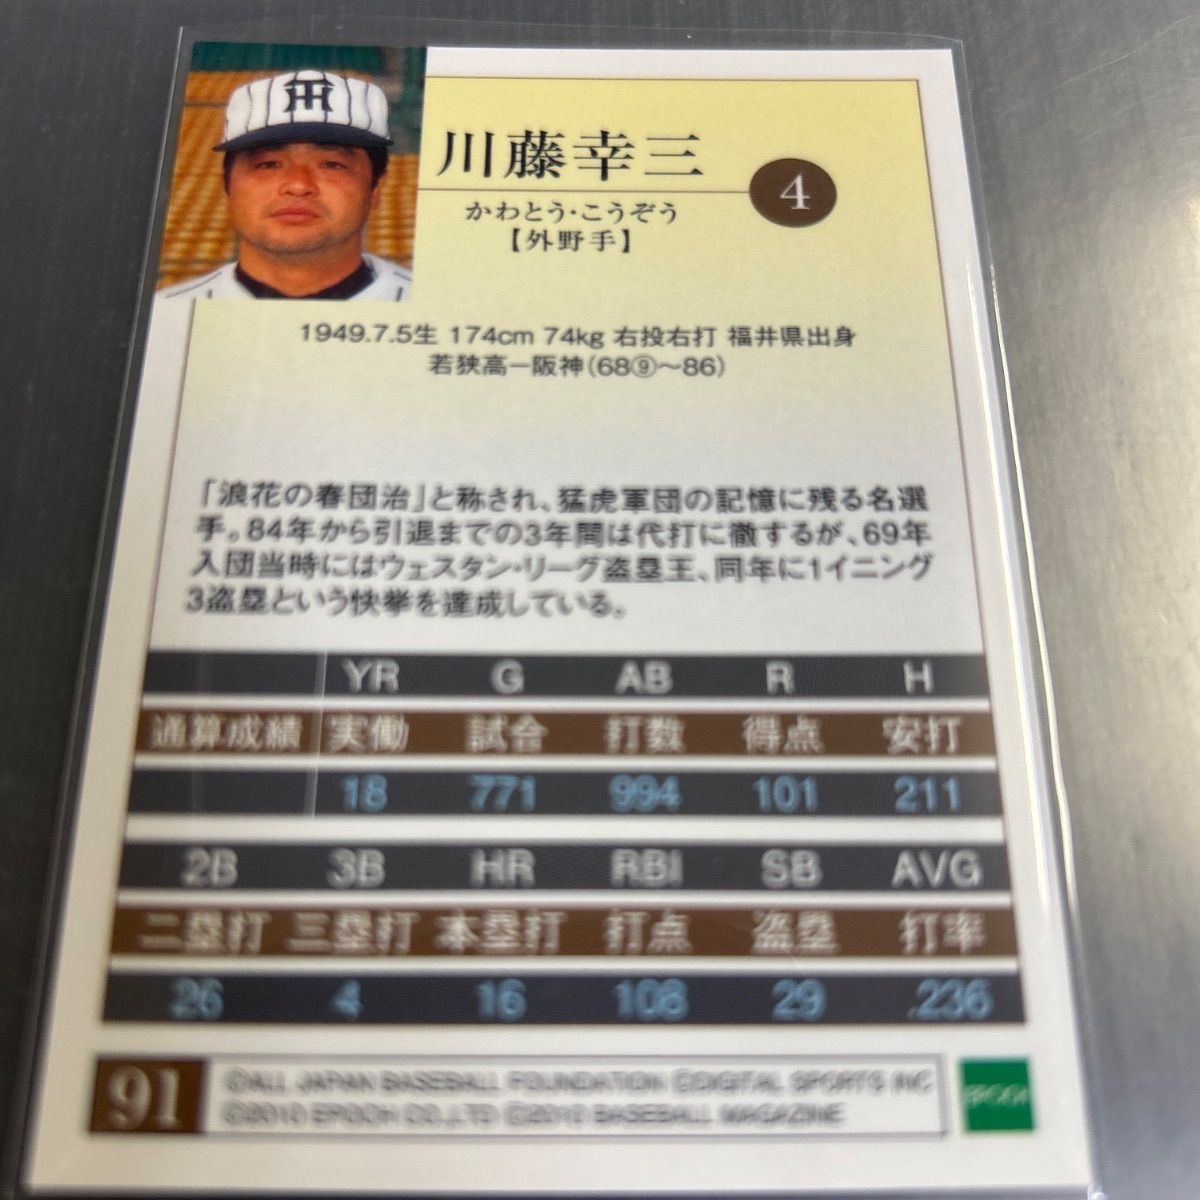 川藤幸三
4
かわとう・こうぞう
【外野手】
1949.7.5生 174cm 74kg 右投右打 福井県出身
若狭高ー阪神(68⑨〜86)
「浪花の春団治」と称され、猛虎軍団の記憶に残る名選
手。84年から引退までの3年間は代打に徹するが、69年
入団当時にはウェスタン・リーグ盗塁王、同年に1イニング
3盗塁という快挙を達成している。
YR G AB R H
通算成績 実働 試合 打数 得点 安打
18 771 994 101 211
2B 3B HR RBI SB AVG
二塁打 三塁打 本塁打 打点 盗塁 打率
26 4 16 108 29 .236
91
©ALL JAPAN BASEBALL FOUNDATION ©DIGITAL SPORTS INC
©2010 EPOCH CO.,LTD ©2010 BASEBALL MAGAZINE
EPOCH